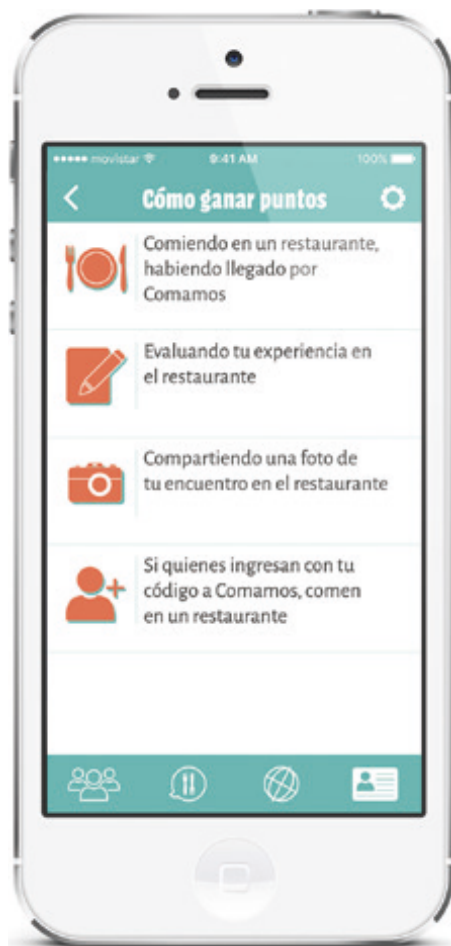 movistar 9:41 AM 100%
Cómo ganar puntos
Comiendo en un restaurante,
habiendo llegado por
Comamos
Evaluando tu experiencia en
el restaurante
Compartiendo una foto de
tu encuentro en el restaurante
Si quienes ingresan con tu
código a Comamos, comen
en un restaurante